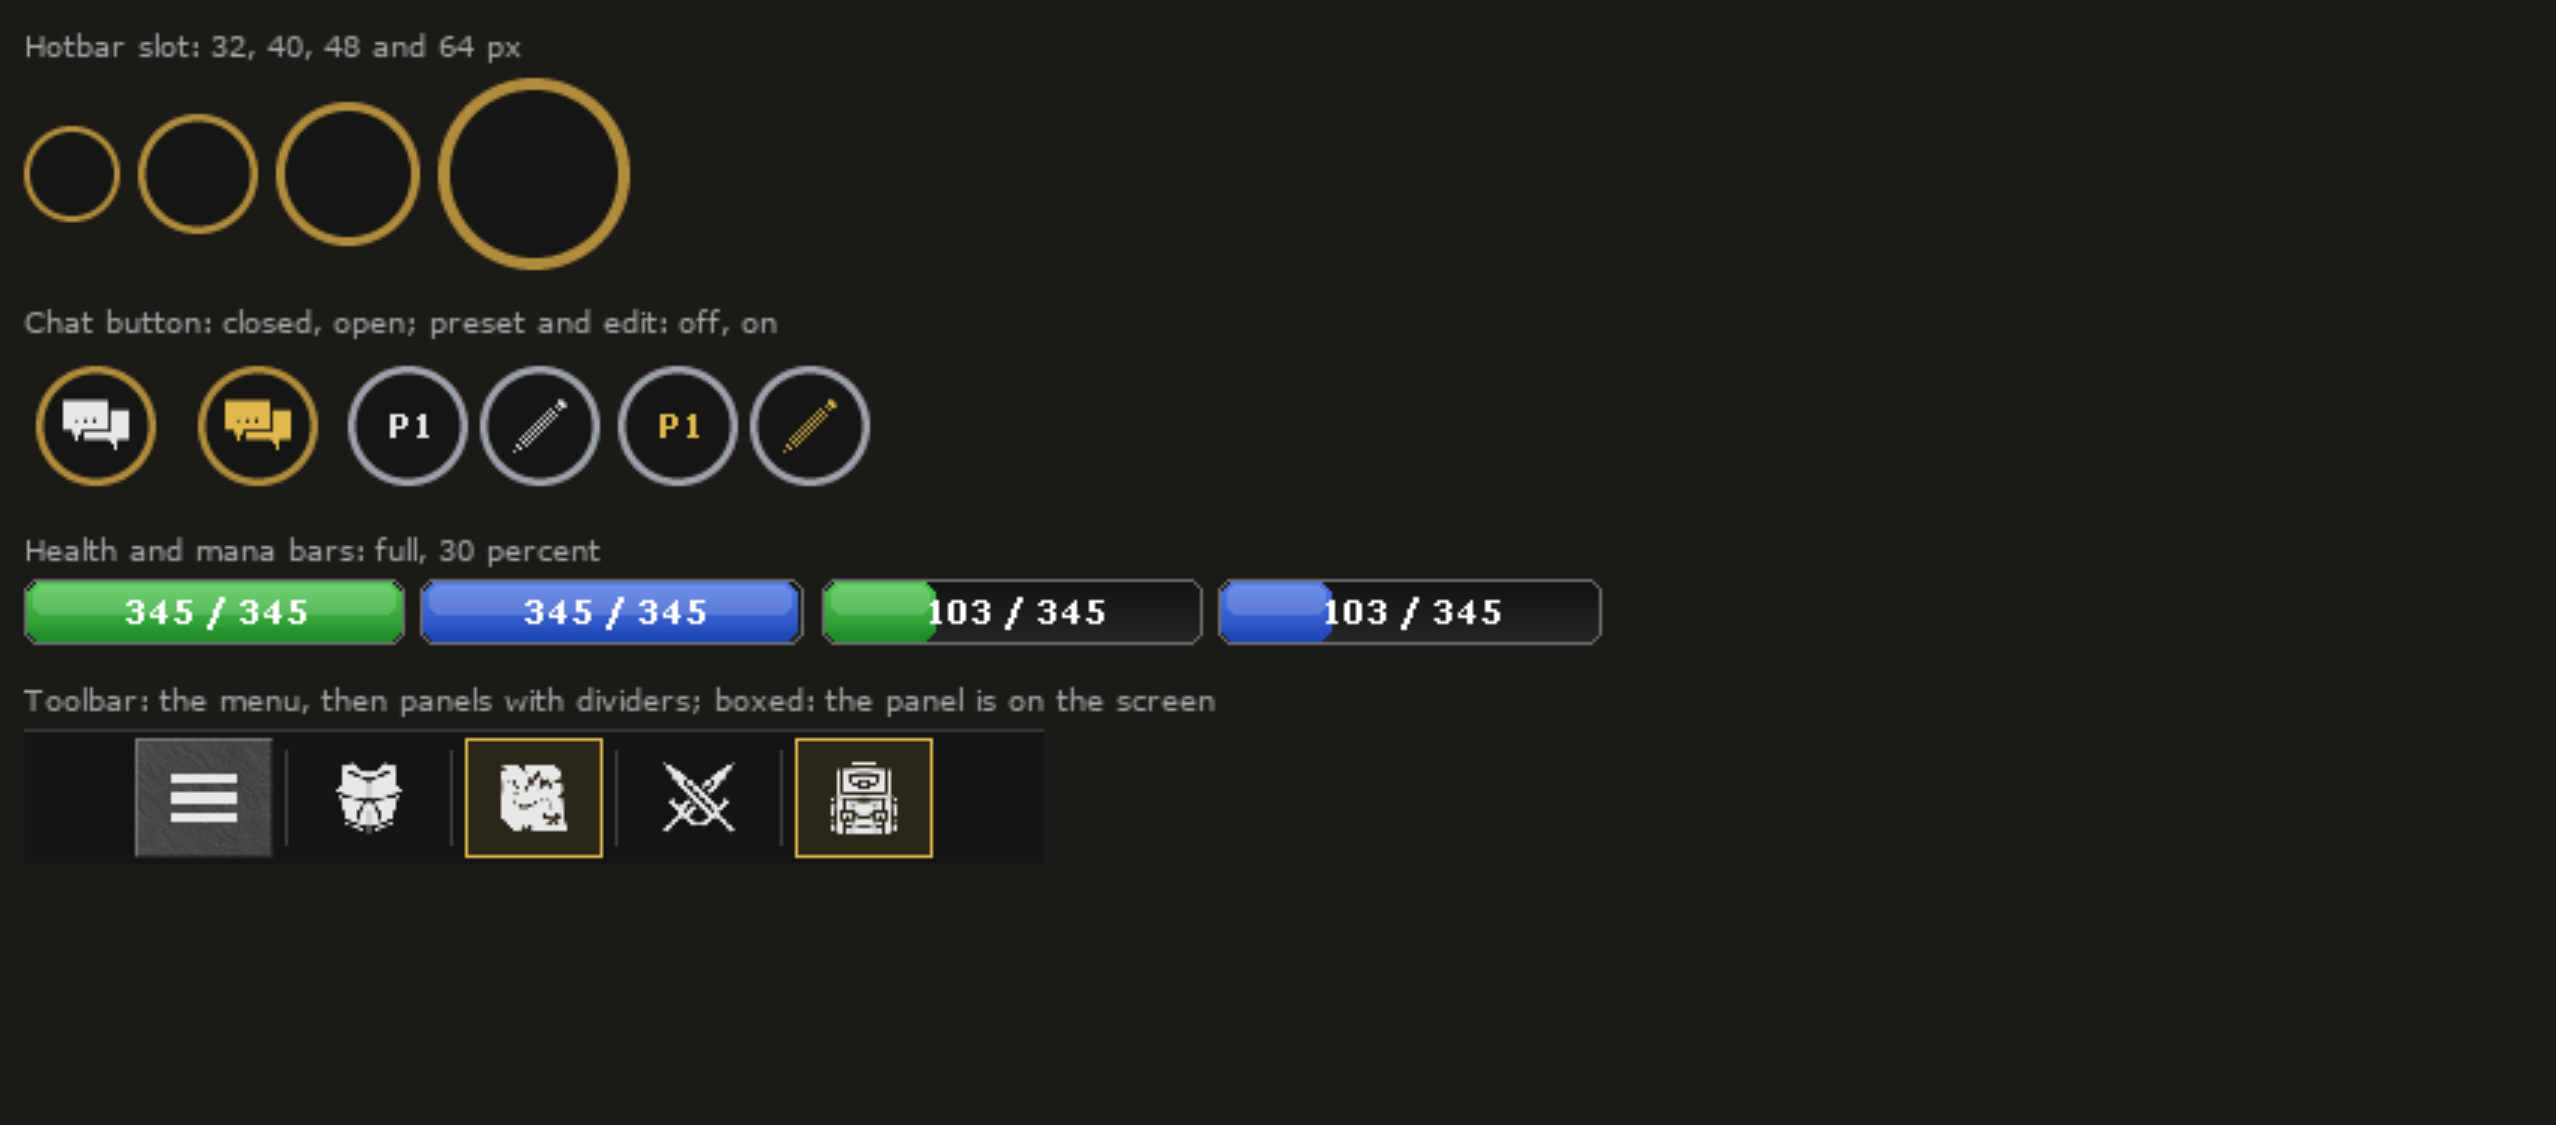 Hotbar slot: 32, 40, 48 and 64 px
Chat button: closed, open; preset and edit: off, on
P1 P1
Health and mana bars: full, 30 percent
345 / 345 345 / 345 103 / 345 103 / 345
Toolbar: the menu, then panels with dividers; boxed: the panel is on the screen